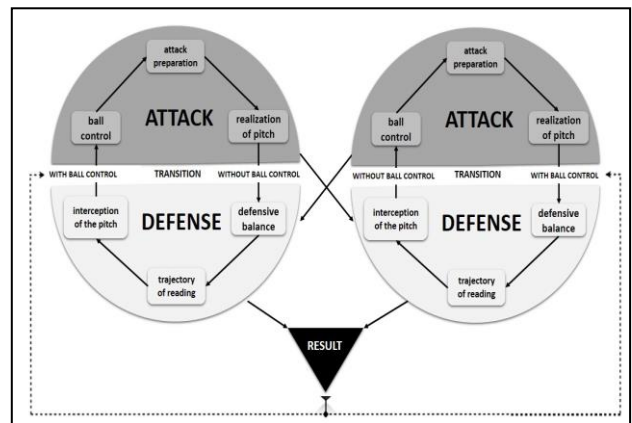 attack
preparation
ATTACK
ball
control
realization
of pitch
WITH BALL CONTROL
TRANSITION
WITHOUT BALL CONTROL
interception
of the pitch
DEFENSE
defensive
balance
trajectory
of reading
attack
preparation
ATTACK
ball
control
realization
of pitch
WITHOUT BALL CONTROL
TRANSITION
WITH BALL CONTROL
interception
of the pitch
DEFENSE
defensive
balance
trajectory
of reading
RESULT